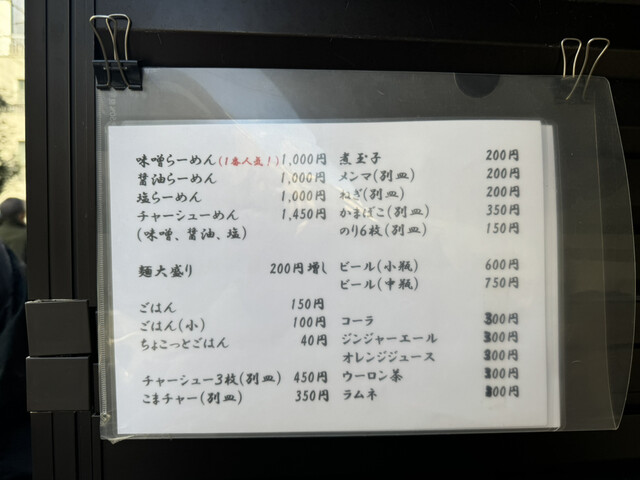 味噌らーめん(1番人気!) 1,000円
醤油らーめん 1,000円
塩らーめん 1,000円
チャーシューめん 1,450円
(味噌、醤油、塩)
麺大盛り 200円増し
ごはん 150円
ごはん(小) 100円
ちょこっとごはん 40円
チャーシュー3枚(別皿) 450円
こまチャー(別皿) 350円
煮玉子 200円
メンマ(別皿) 200円
ねぎ(別皿) 200円
かまぼこ(別皿) 350円
のり6枚(別皿) 150円
ビール(小瓶) 600円
ビール(中瓶) 750円
コーラ 300円
ジンジャーエール 300円
オレンジジュース 300円
ウーロン茶 300円
ラムネ 00円